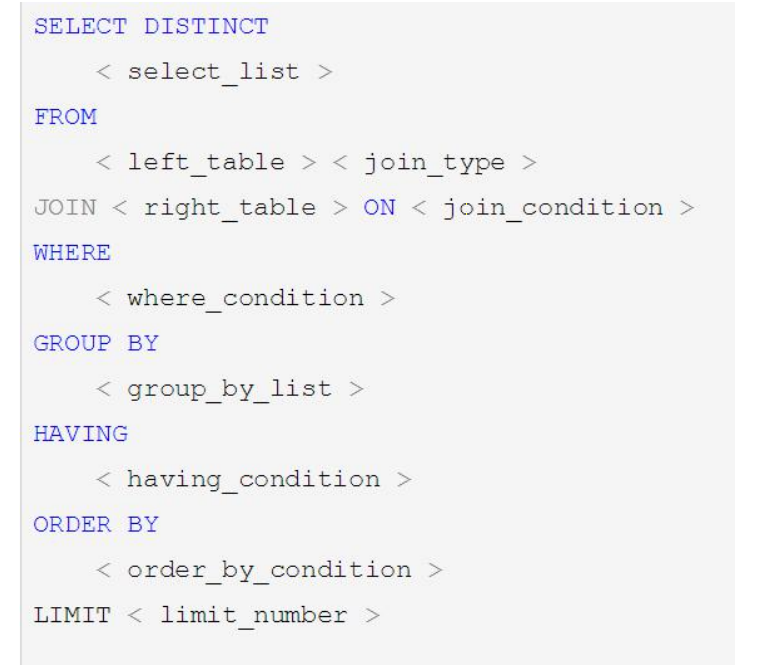 SELECT DISTINCT
< select_list >
FROM
< left_table > < join_type >
JOIN < right_table > ON < join_condition >
WHERE
< where_condition >
GROUP BY
< group_by_list >
HAVING
< having_condition >
ORDER BY
< order_by_condition >
LIMIT < limit_number >